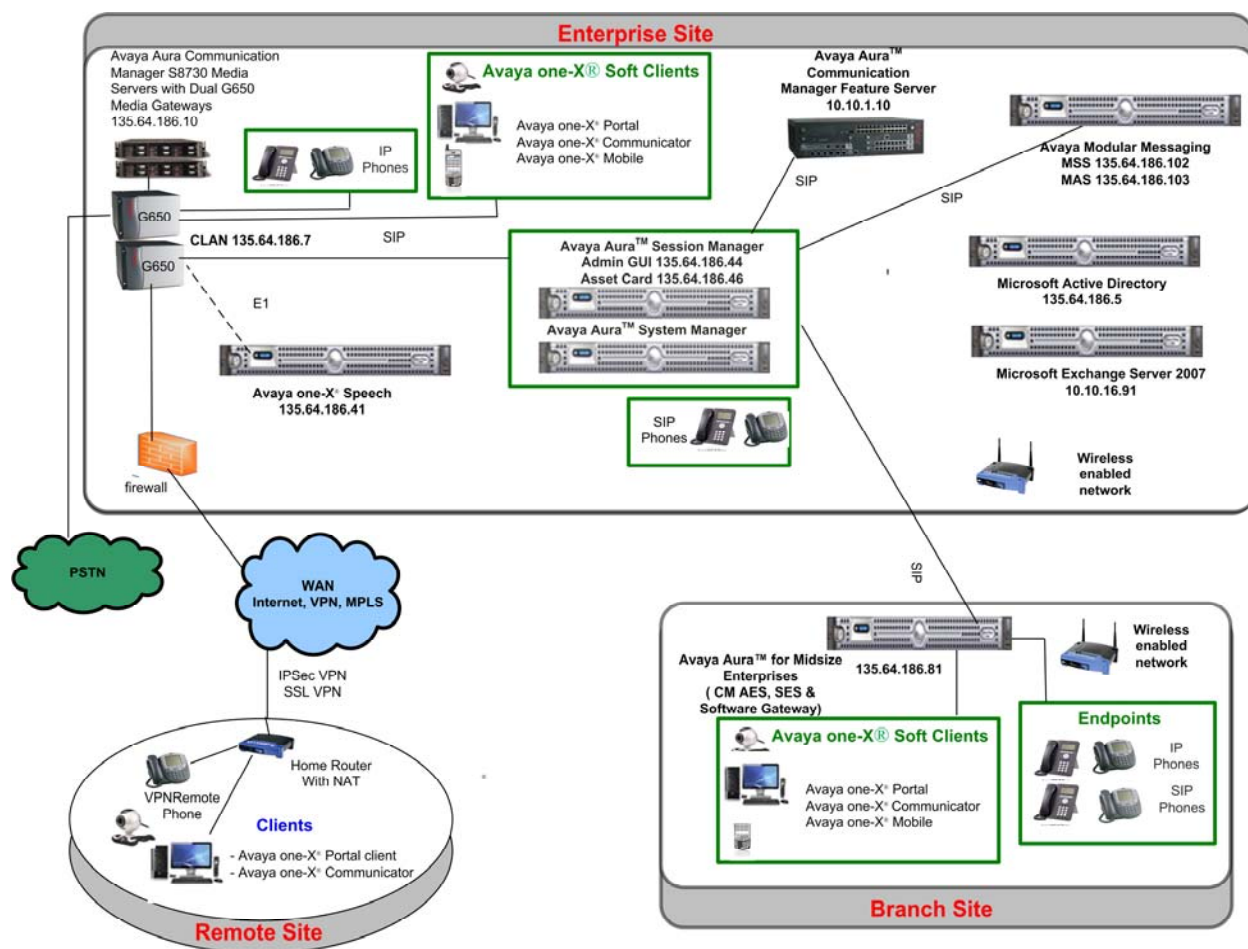 Enterprise Site
Avaya Aura Communication
Manager S8730 Media
Servers with Dual G650
Media Gateways
135.64.186.10
IP
Phones
Avaya one-X® Soft Clients
Avaya one-X® Portal
Avaya one-X® Communicator
Avaya one-X® Mobile
Avaya Aura™
Communication
Manager Feature Server
10.10.1.10
Avaya Modular Messaging
MSS 135.64.186.102
MAS 135.64.186.103
SIP
SIP
G650
CLAN 135.64.186.7
SIP
G650
E1
Avaya Aura™ Session Manager
Admin GUI 135.64.186.44
Asset Card 135.64.186.46
Avaya Aura™ System Manager
Microsoft Active Directory
135.64.186.5
Microsoft Exchange Server 2007
10.10.16.91
Avaya one-X® Speech
135.64.186.41
SIP
Phones
Wireless
enabled
network
firewall
PSTN
WAN
Internet, VPN, MPLS
SIP
IPSec VPN
SSL VPN
Home Router
With NAT
VPNRemote
Phone
Clients
- Avaya one-X® Portal client
- Avaya one-X® Communicator
Remote Site
Avaya Aura™ for Midsize
Enterprises
( CM AES, SES &
Software Gateway)
135.64.186.81
Wireless
enabled
network
Avaya one-X® Soft Clients
Avaya one-X® Portal
Avaya one-X® Communicator
Avaya one-X® Mobile
Endpoints
IP
Phones
SIP
Phones
Branch Site